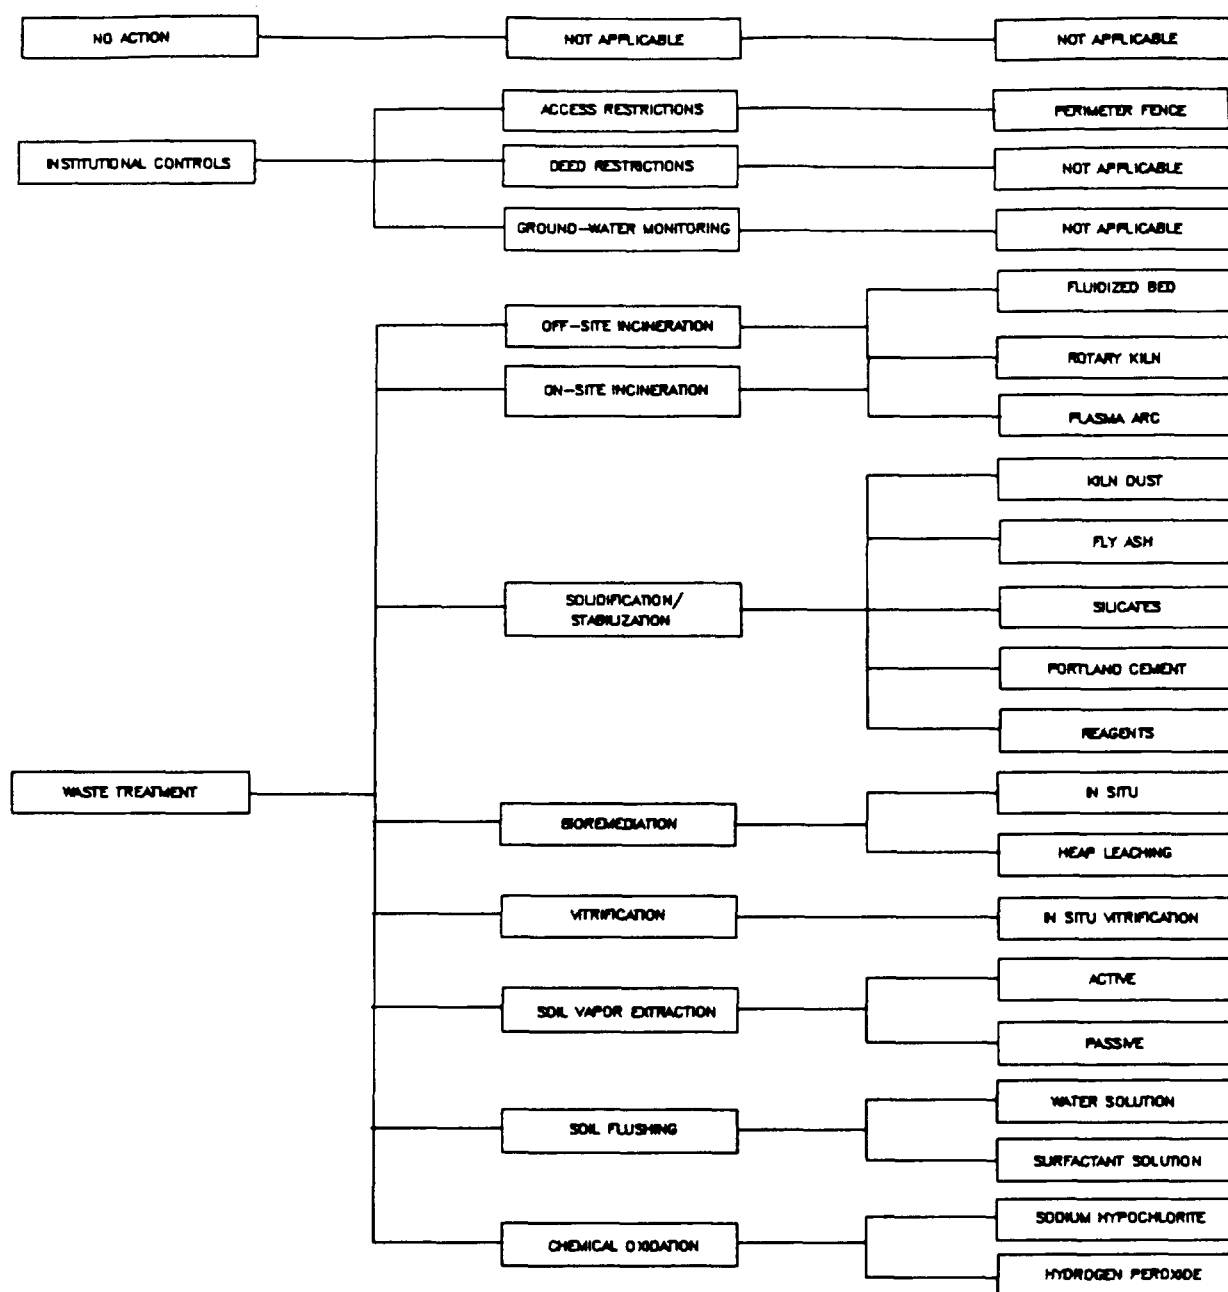 NO ACTION
NOT APPLICABLE
NOT APPLICABLE
ACCESS RESTRICTIONS
PERIMETER FENCE
INSTITUTIONAL CONTROLS
DEED RESTRICTIONS
NOT APPLICABLE
GROUND-WATER MONITORING
NOT APPLICABLE
FLUIDIZED BED
OFF-SITE INCINERATION
ROTARY KILN
ON-SITE INCINERATION
PLASMA ARC
KILN DUST
FLY ASH
SOLIDIFICATION/
STABILIZATION
SILICATES
PORTLAND CEMENT
REAGENTS
WASTE TREATMENT
IN SITU
BIOREMEDIATION
HEAP LEACHING
VITRIFICATION
IN SITU VITRIFICATION
ACTIVE
SOIL VAPOR EXTRACTION
PASSIVE
WATER SOLUTION
SOIL FLUSHING
SURFACTANT SOLUTION
SODIUM HYPOCHLORITE
CHEMICAL OXIDATION
HYDROGEN PEROXIDE